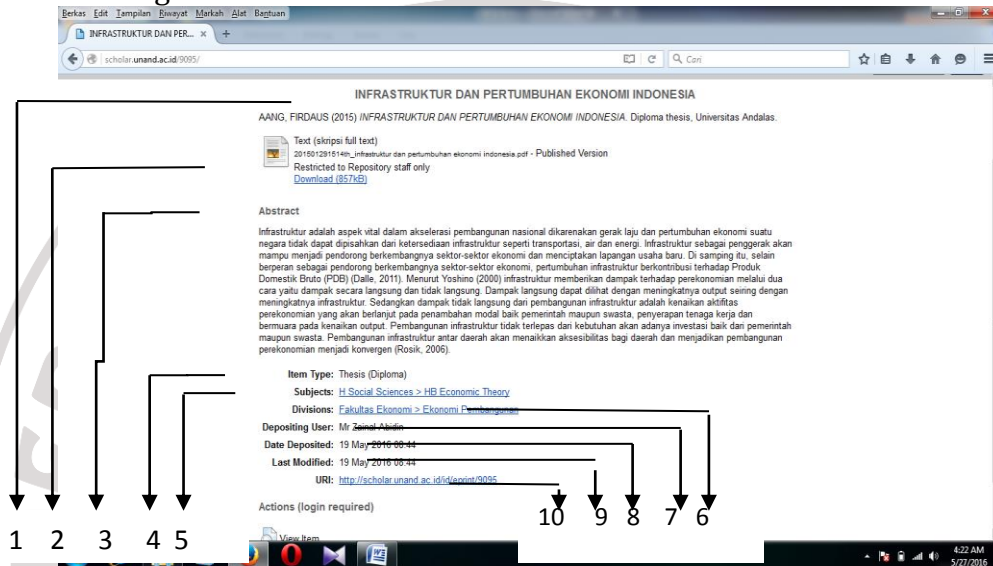 Berkas Edit Tampilan Riwayat Markah Alat Bantuan
INFRASTRUKTUR DAN PER... × +
scholar.unand.ac.id/9095/ Cari
INFRASTRUKTUR DAN PERTUMBUHAN EKONOMI INDONESIA
AANG, FIRDAUS (2015) INFRASTRUKTUR DAN PERTUMBUHAN EKONOMI INDONESIA. Diploma thesis, Universitas Andalas.
Text (skripsi full text)
201501291514th_infrastuktur dan pertumbuhan ekonomi indonesia.pdf - Published Version
Restricted to Repository staff only
Download (857kB)
Abstract
Infrastuktur adalah aspek vital dalam akselerasi pembangunan nasional dikarenakan gerak laju dan pertumbuhan ekonomi suatu
negara tidak dapat dipisahkan dari ketersediaan infrastuktur seperti transportasi, air dan energi. Infrastuktur sebagai penggerak akan
mampu menjadi pendorong berkembangnya sektor-sektor ekonomi dan menciptakan lapangan usaha baru. Di samping itu, selain
berperan sebagai pendorong berkembangnya sektor-sektor ekonomi, pertumbuhan infrastuktur berkontribusi terhadap Produk
Domestik Bruto (PDB) (Dalle, 2011). Menurut Yoshino (2000) infrastuktur memberikan dampak terhadap perekonomian melalui dua
cara yaitu dampak secara langsung dan tidak langsung. Dampak langsung dapat dilihat dengan meningkatnya output seiring dengan
meningkatnya infrastuktur. Sedangkan dampak tidak langsung dari pembangunan infrastuktur adalah kenaikan aktifitas
perekonomian yang akan berlanjut pada penambahan modal baik pemerintah maupun swasta, penyerapan tenaga kerja dan
bermuara pada kenaikan output. Pembangunan infrastuktur tidak terlepas dari kebutuhan akan adanya investasi baik dari pemerintah
maupun swasta. Pembangunan infrastuktur antar daerah akan menaikkan aksesibilitas bagi daerah dan menjadikan pembangunan
perekonomian menjadi konvergen (Rosik, 2006).
Item Type: Thesis (Diploma)
Subjects: H Social Sciences > HB Economic Theory
Divisions: Fakultas Ekonomi > Ekonomi Pembangunan
Depositing User: Mr Zainal Abidin
Date Deposited: 19 May 2016 08:44
Last Modified: 19 May 2016 08:44
URI: http://scholar.unand.ac.id/id/eprint/9095
Actions (login required)
View Item
1 2 3 4 5 10 9 8 7 6
4:22 AM
5/27/2016